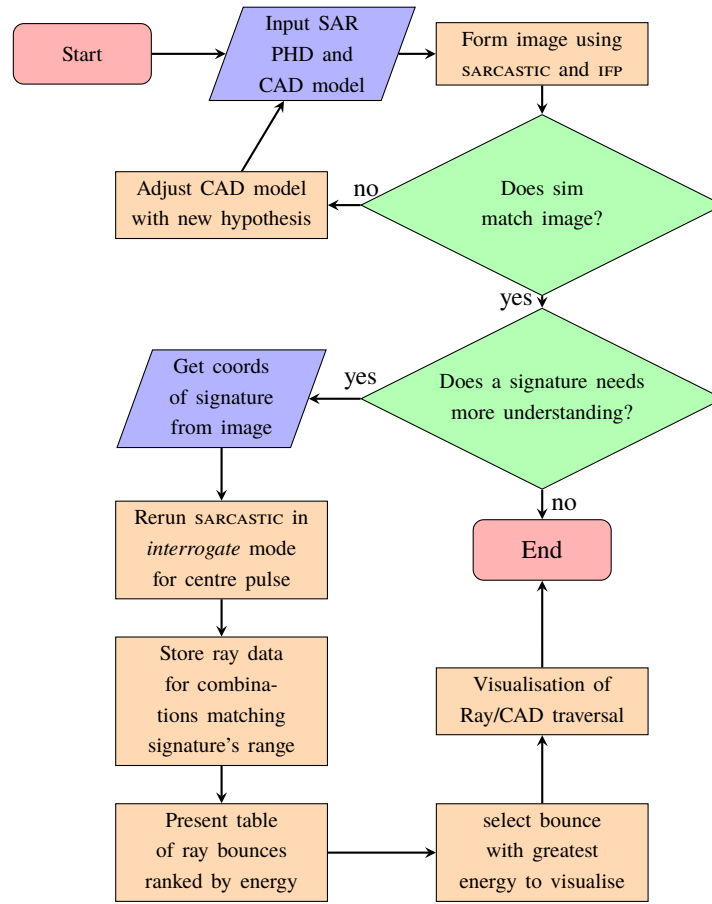 Start
Input SAR
PHD and
CAD model
Form image using
SARCASTIC and IFP
Adjust CAD model
with new hypothesis
no
Does sim
match image?
yes
Get coords
of signature
from image
yes
Does a signature needs
more understanding?
no
End
Rerun SARCASTIC in
interrogate mode
for centre pulse
Store ray data
for combina-
tions matching
signature's range
Visualisation of
Ray/CAD traversal
Present table
of ray bounces
ranked by energy
select bounce
with greatest
energy to visualise